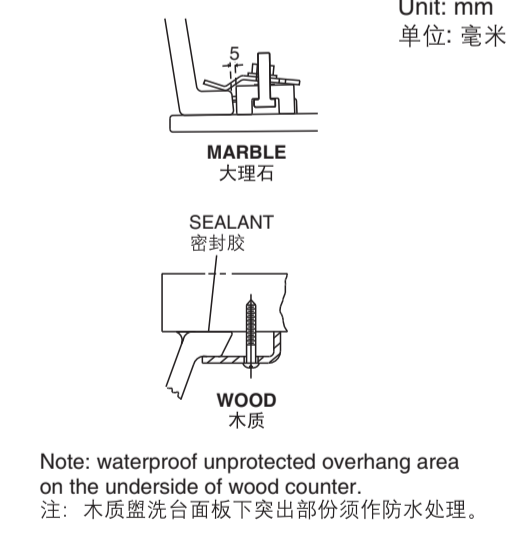 Unit: mm
单位: 毫米
5
MARBLE
大理石
SEALANT
密封胶
WOOD
木质
Note: waterproof unprotected overhang area
on the underside of wood counter.
注: 木质盥洗台面板下突出部份须作防水处理。